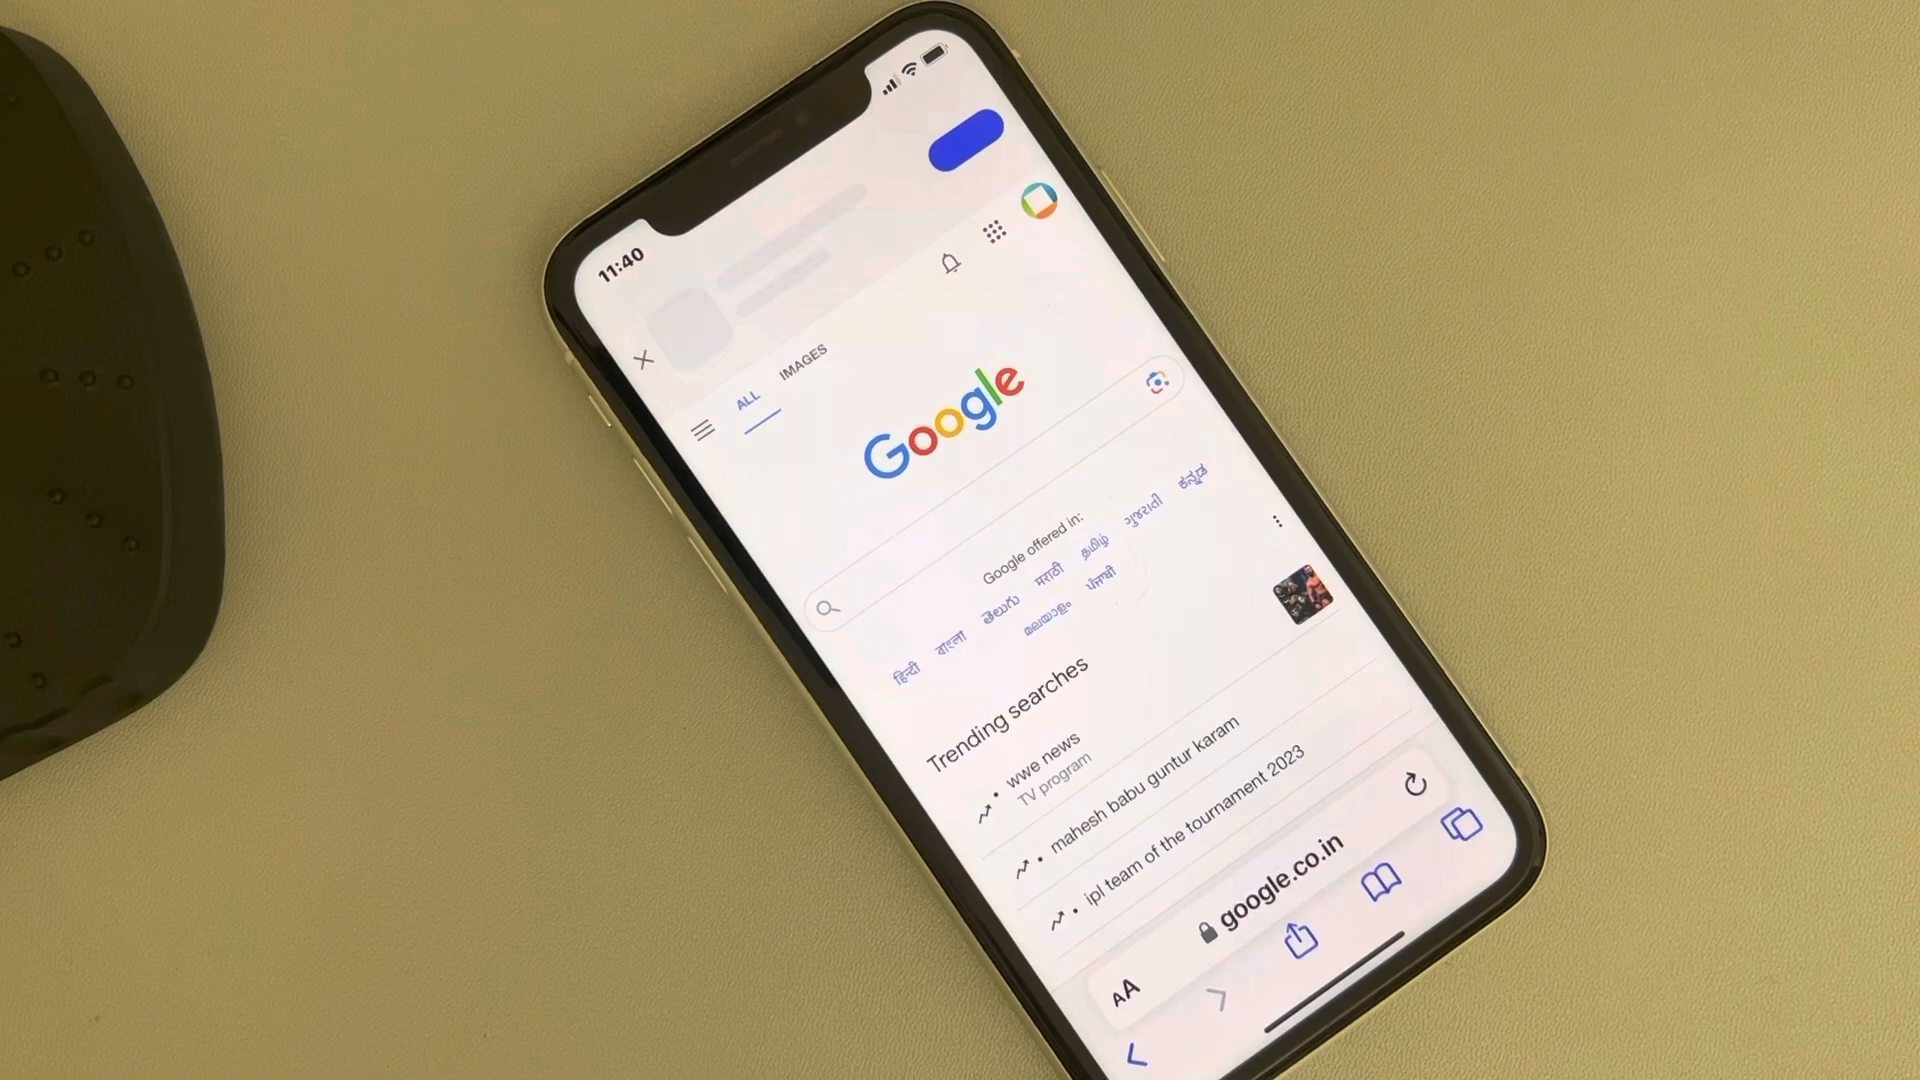 11:40
ALL IMAGES
Google
Google offered in:
हिन्दी বাংলা తెలుగు मराठी தமிழ் ગુજરાતી ಕನ್ನಡ
മലയാളം ਪੰਜਾਬੀ
Trending searches
• wwe news
TV program
• mahesh babu guntur karam
• ipl team of the tournament 2023
AA google.co.in